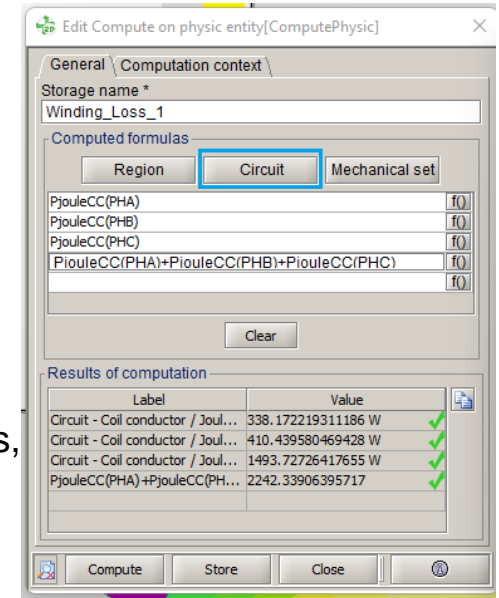 Edit Compute on physic entity[ComputePhysic]
General Computation context
Storage name *
Winding_Loss_1
Computed formulas
Region Circuit Mechanical set
PjouleCC(PHA) f()
PjouleCC(PHB) f()
PjouleCC(PHC) f()
PjouleCC(PHA)+PjouleCC(PHB)+PjouleCC(PHC) f()
f()
Clear
Results of computation
Label Value
Circuit - Coil conductor / Joul... 338.172219311186 W
s, Circuit - Coil conductor / Joul... 410.439580469428 W
Circuit - Coil conductor / Joul... 1493.72726417655 W
PjouleCC(PHA)+PjouleCC(PH... 2242.33906395717
Compute Store Close